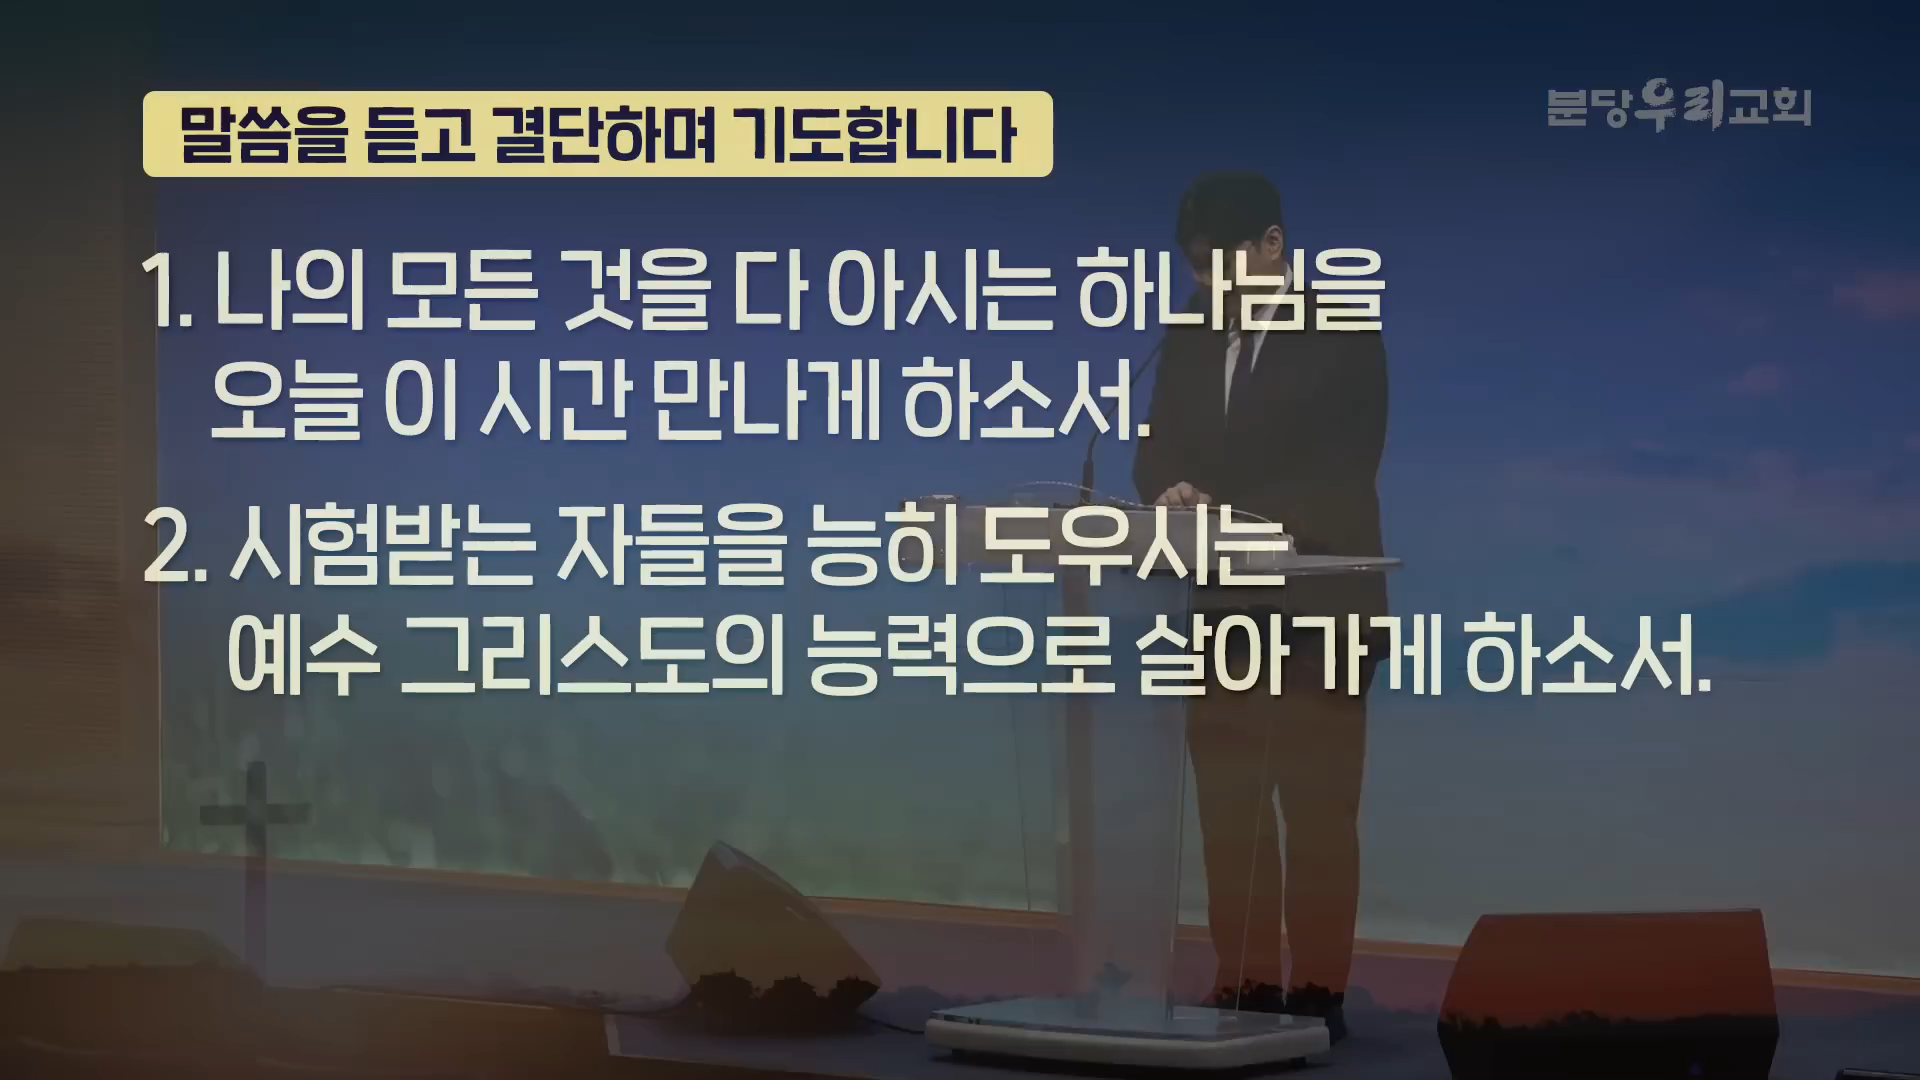 분당우리교회
말씀을 듣고 결단하며 기도합니다
1. 나의 모든 것을 다 아시는 하나님을
오늘 이 시간 만나게 하소서.
2. 시험받는 자들을 능히 도우시는
예수 그리스도의 능력으로 살아가게 하소서.